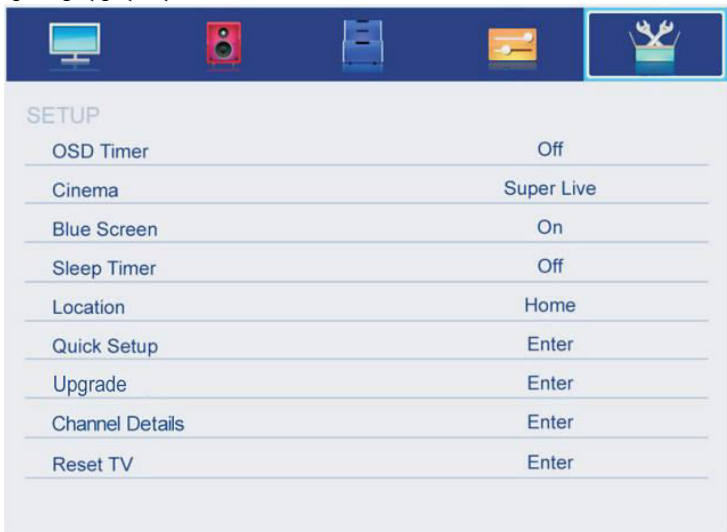 SETUP
OSD Timer Off
Cinema Super Live
Blue Screen On
Sleep Timer Off
Location Home
Quick Setup Enter
Upgrade Enter
Channel Details Enter
Reset TV Enter